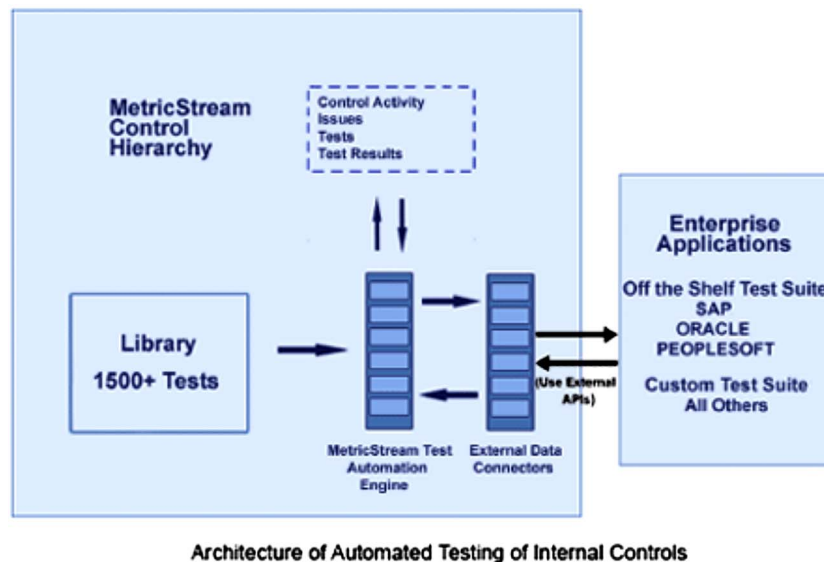 MetricStream
Control
Hierarchy
Control Activity
Issues
Tests
Test Results
Library
1500+ Tests
MetricStream Test
Automation
Engine
External Data
Connectors
(Use External
APIs)
Enterprise
Applications
Off the Shelf Test Suite
SAP
ORACLE
PEOPLESOFT
Custom Test Suite
All Others
Architecture of Automated Testing of Internal Controls